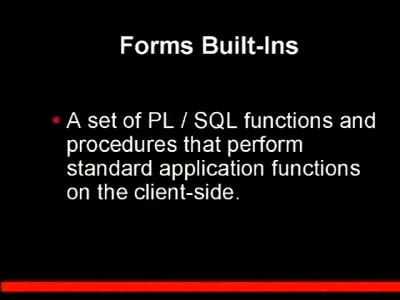 Forms Built-Ins
A set of PL / SQL functions and
procedures that perform
standard application functions
on the client-side.